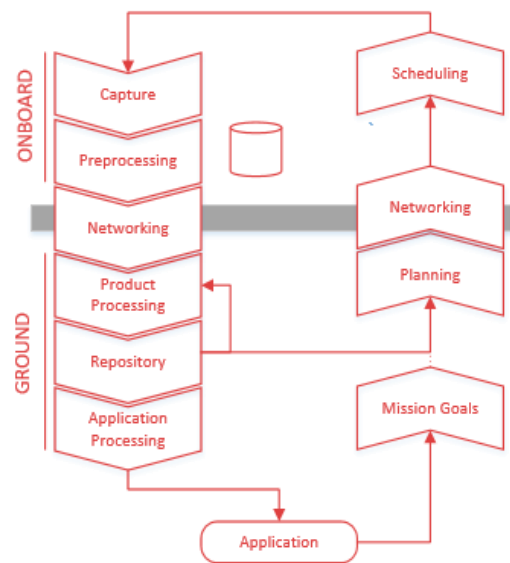 ONBOARD
Capture
Preprocessing
Networking
GROUND
Product
Processing
Repository
Application
Processing
Application
Scheduling
Networking
Planning
Mission Goals